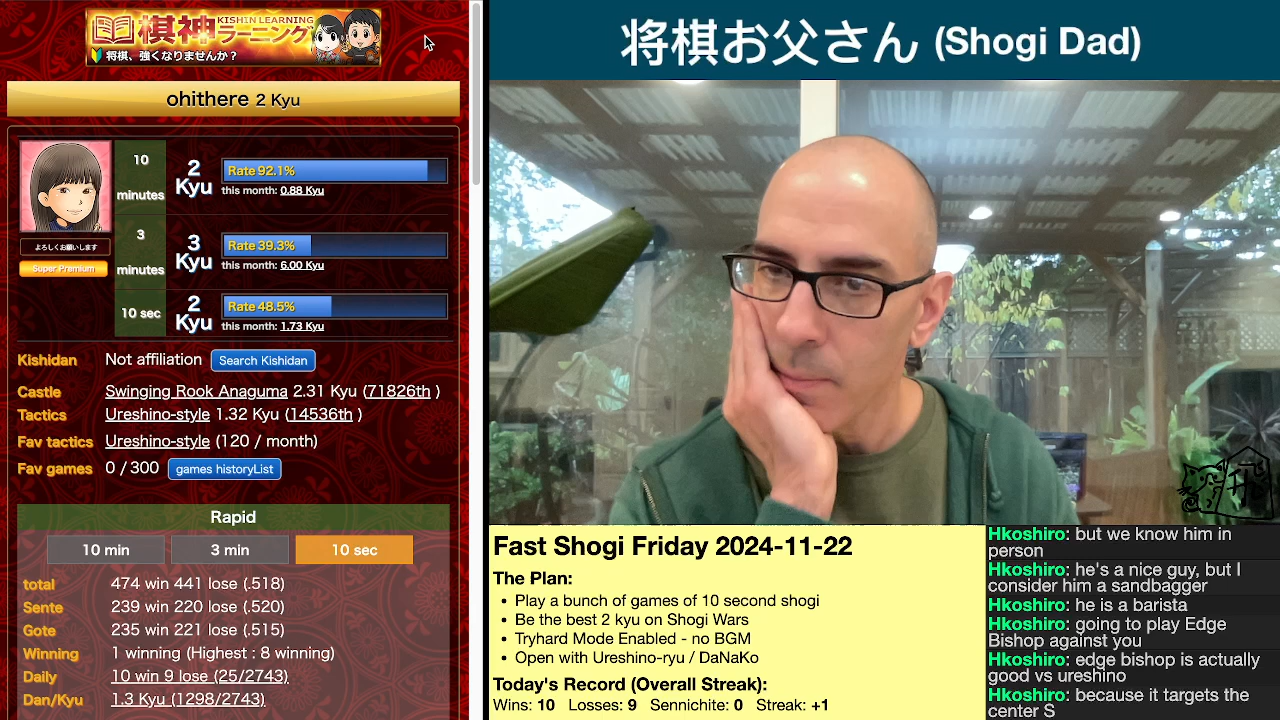 棋神
KISHIN LEARNING
ラーニング
将棋、強くなりませんか？
ohithere 2 Kyu
10
minutes
2
Kyu
Rate 92.1%
this month: 0.88 Kyu
3
minutes
3
Kyu
Rate 39.3%
this month: 6.00 Kyu
よろしくお願いします
Super Premium
10 sec
2
Kyu
Rate 48.5%
this month: 1.73 Kyu
Kishidan Not affiliation Search Kishidan
Castle Swinging Rook Anaguma 2.31 Kyu (71826th )
Tactics Ureshino-style 1.32 Kyu (14536th )
Fav tactics Ureshino-style (120 / month)
Fav games 0 / 300 games historyList
Rapid
10 min 3 min 10 sec
total 474 win 441 lose (.518)
Sente 239 win 220 lose (.520)
Gote 235 win 221 lose (.515)
Winning 1 winning (Highest : 8 winning)
Daily 10 win 9 lose (25/2743)
Dan/Kyu 1.3 Kyu (1298/2743)
将棋お父さん (Shogi Dad)
Fast Shogi Friday 2024-11-22
The Plan:
• Play a bunch of games of 10 second shogi
• Be the best 2 kyu on Shogi Wars
• Tryhard Mode Enabled - no BGM
• Open with Ureshino-ryu / DaNaKo
Today's Record (Overall Streak):
Wins: 10 Losses: 9 Sennichite: 0 Streak: +1
Hkoshiro: but we know him in
person
Hkoshiro: he's a nice guy, but I
consider him a sandbagger
Hkoshiro: he is a barista
Hkoshiro: going to play Edge
Bishop against you
Hkoshiro: edge bishop is actually
good vs ureshino
Hkoshiro: because it targets the
center S